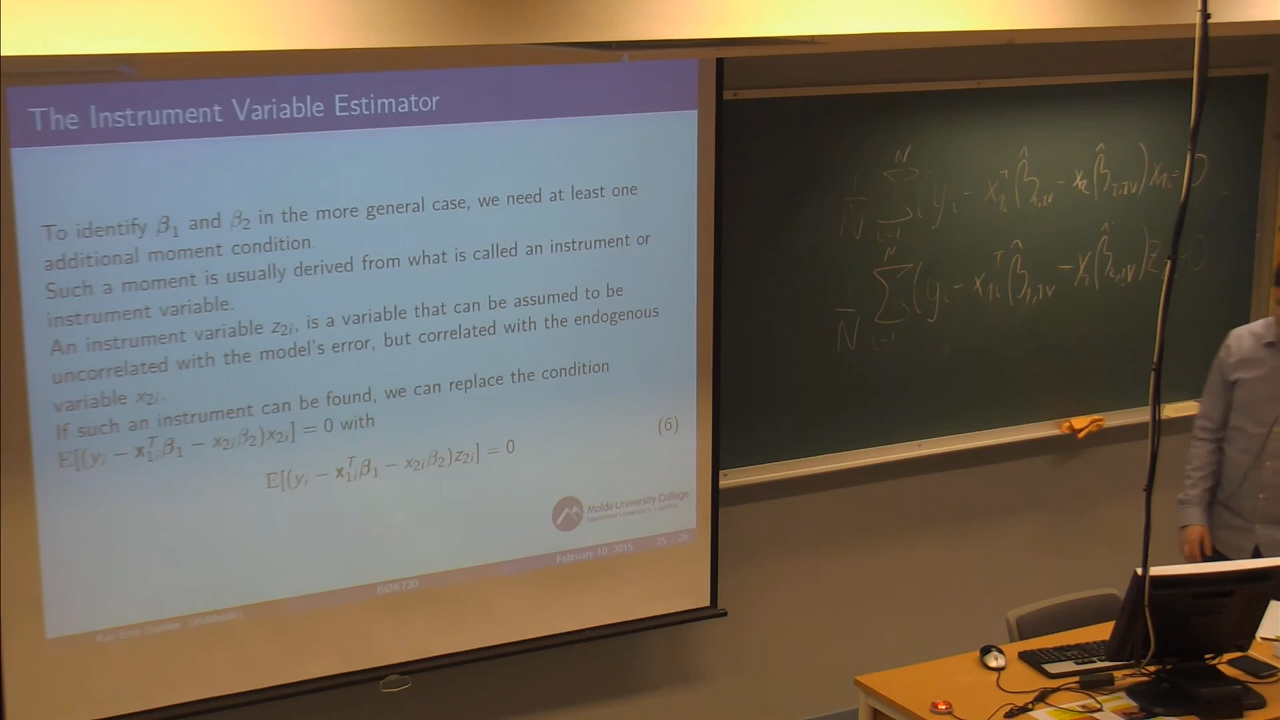 The Instrument Variable Estimator
To identify β₁ and β₂ in the more general case, we need at least one
additional moment condition.
Such a moment is usually derived from what is called an instrument or
instrument variable.
An instrument variable z₂ᵢ, is a variable that can be assumed to be
uncorrelated with the model's error, but correlated with the endogenous
variable x₂ᵢ.
If such an instrument can be found, we can replace the condition
E[(yᵢ − x₁ᵢᵀβ₁ − x₂ᵢβ₂)x₂ᵢ] = 0 with
E[(yᵢ − x₁ᵢᵀβ₁ − x₂ᵢβ₂)z₂ᵢ] = 0 (6)
Molde University College
February 10, 2015 25 / 26